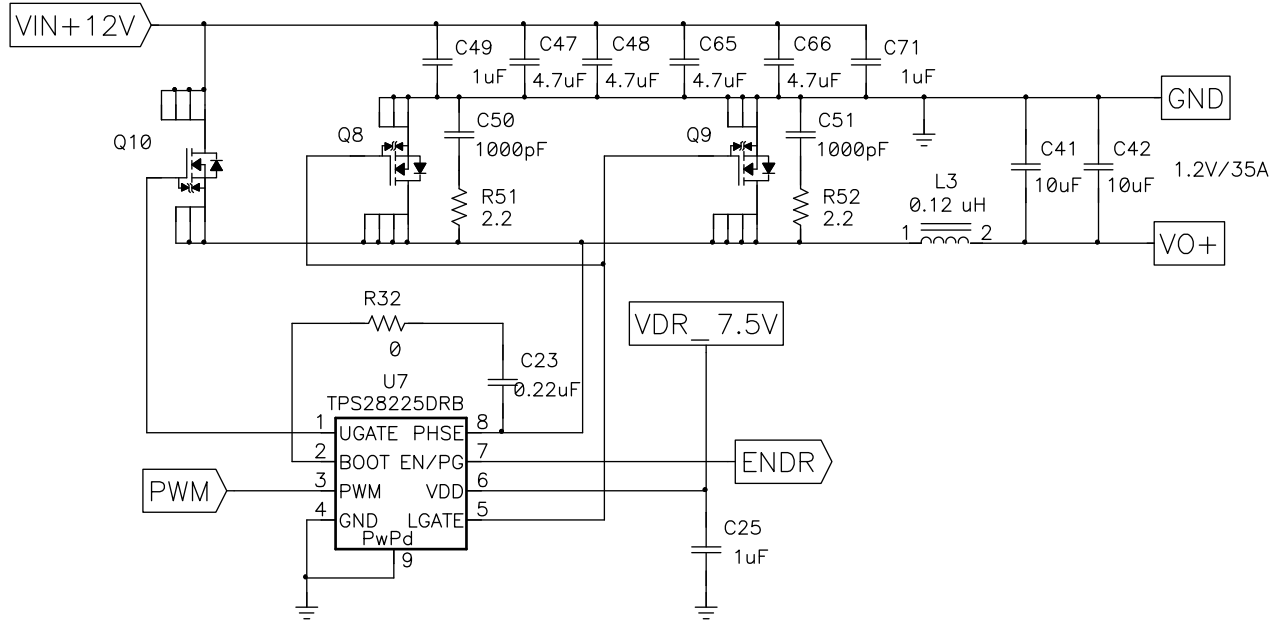 VIN+12V
C49
1uF
C47
4.7uF
C48
4.7uF
C65
4.7uF
C66
4.7uF
C71
1uF
GND
Q10
Q8
C50
1000pF
R51
2.2
Q9
C51
1000pF
R52
2.2
L3
0.12 uH
1
2
C41
10uF
C42
10uF
1.2V/35A
VO+
R32
0
C23
0.22uF
VDR_ 7.5V
U7
TPS28225DRB
1 UGATE PHSE 8
2 BOOT EN/PG 7
3 PWM VDD 6
4 GND LGATE 5
PwPd
9
PWM
ENDR
C25
1uF